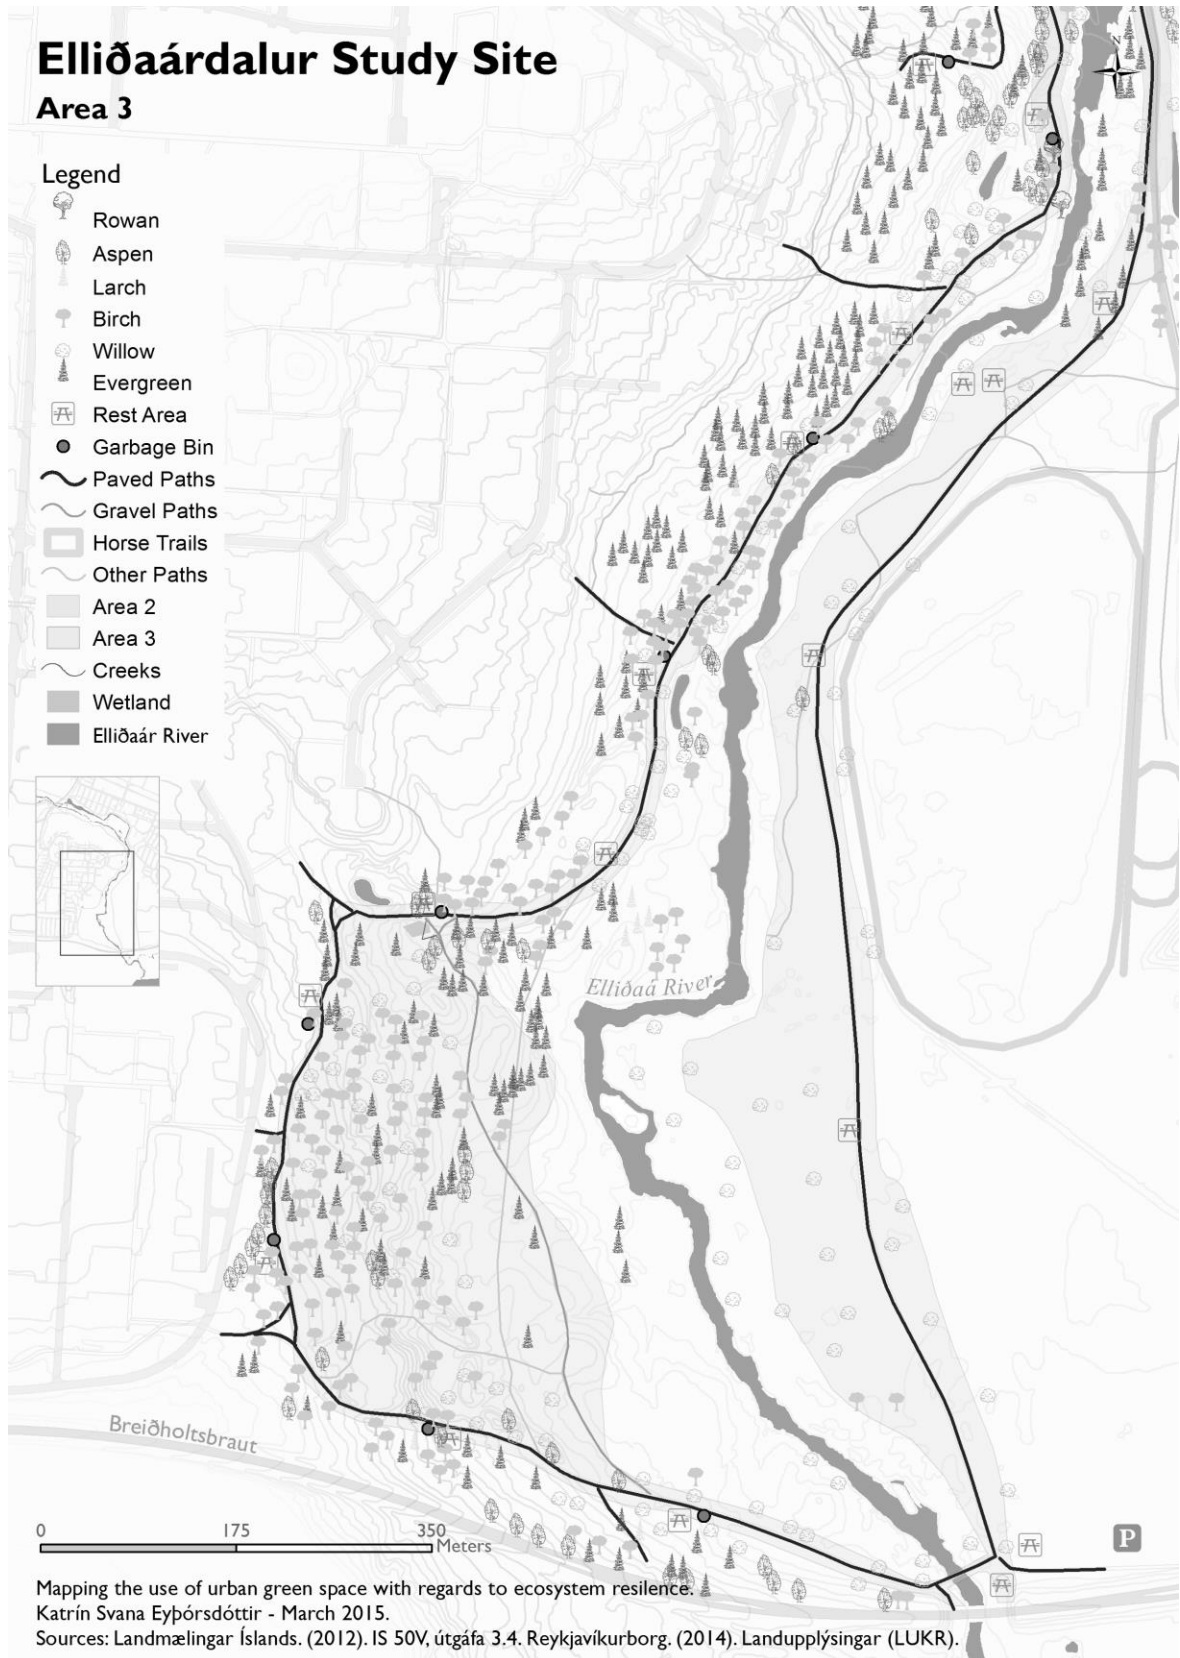 Elliðaárdalur Study Site
Area 3
Legend
Rowan
Aspen
Larch
Birch
Willow
Evergreen
Rest Area
Garbage Bin
Paved Paths
Gravel Paths
Horse Trails
Other Paths
Area 2
Area 3
Creeks
Wetland
Elliðaár River
N
Elliðaá River
Breiðholtsbraut
0 175 350
Meters
P
Mapping the use of urban green space with regards to ecosystem resilence.
Katrín Svana Eyþórsdóttir - March 2015.
Sources: Landmælingar Íslands. (2012). IS 50V, útgáfa 3.4. Reykjavíkurborg. (2014). Landupplýsingar (LUKR).